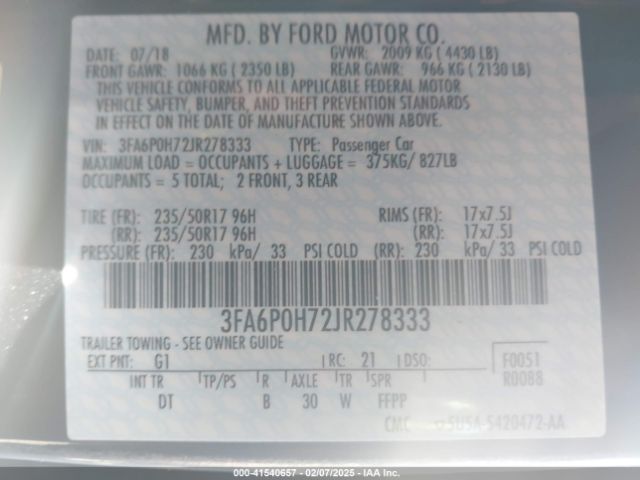 MFD. BY FORD MOTOR CO.
DATE: 07/18 GVWR: 2009 KG ( 4430 LB)
FRONT GAWR: 1066 KG ( 2350 LB) REAR GAWR: 966 KG ( 2130 LB)
THIS VEHICLE CONFORMS TO ALL APPLICABLE FEDERAL MOTOR
VEHICLE SAFETY, BUMPER, AND THEFT PREVENTION STANDARDS
IN EFFECT ON THE DATE OF MANUFACTURE SHOWN ABOVE.
VIN: 3FA6P0H72JR278333 TYPE: Passenger Car
MAXIMUM LOAD = OCCUPANTS + LUGGAGE = 375KG/ 827LB
OCCUPANTS = 5 TOTAL; 2 FRONT, 3 REAR
TIRE (FR): 235/50R17 96H RIMS (FR): 17x7.5J
(RR): 235/50R17 96H (RR): 17x7.5J
PRESSURE (FR): 230 kPa/ 33 PSI COLD (RR): 230 kPa/ 33 PSI COLD
3FA6P0H72JR278333
TRAILER TOWING - SEE OWNER GUIDE
EXT PNT: G1 RC: 21 DSO: F0051
INT TR TP/PS R AXLE TR SPR R0088
DT B 30 W FFPP
CMC 5U5A-5420472-AA
000-41540657 - 02/07/2025 - IAA Inc.